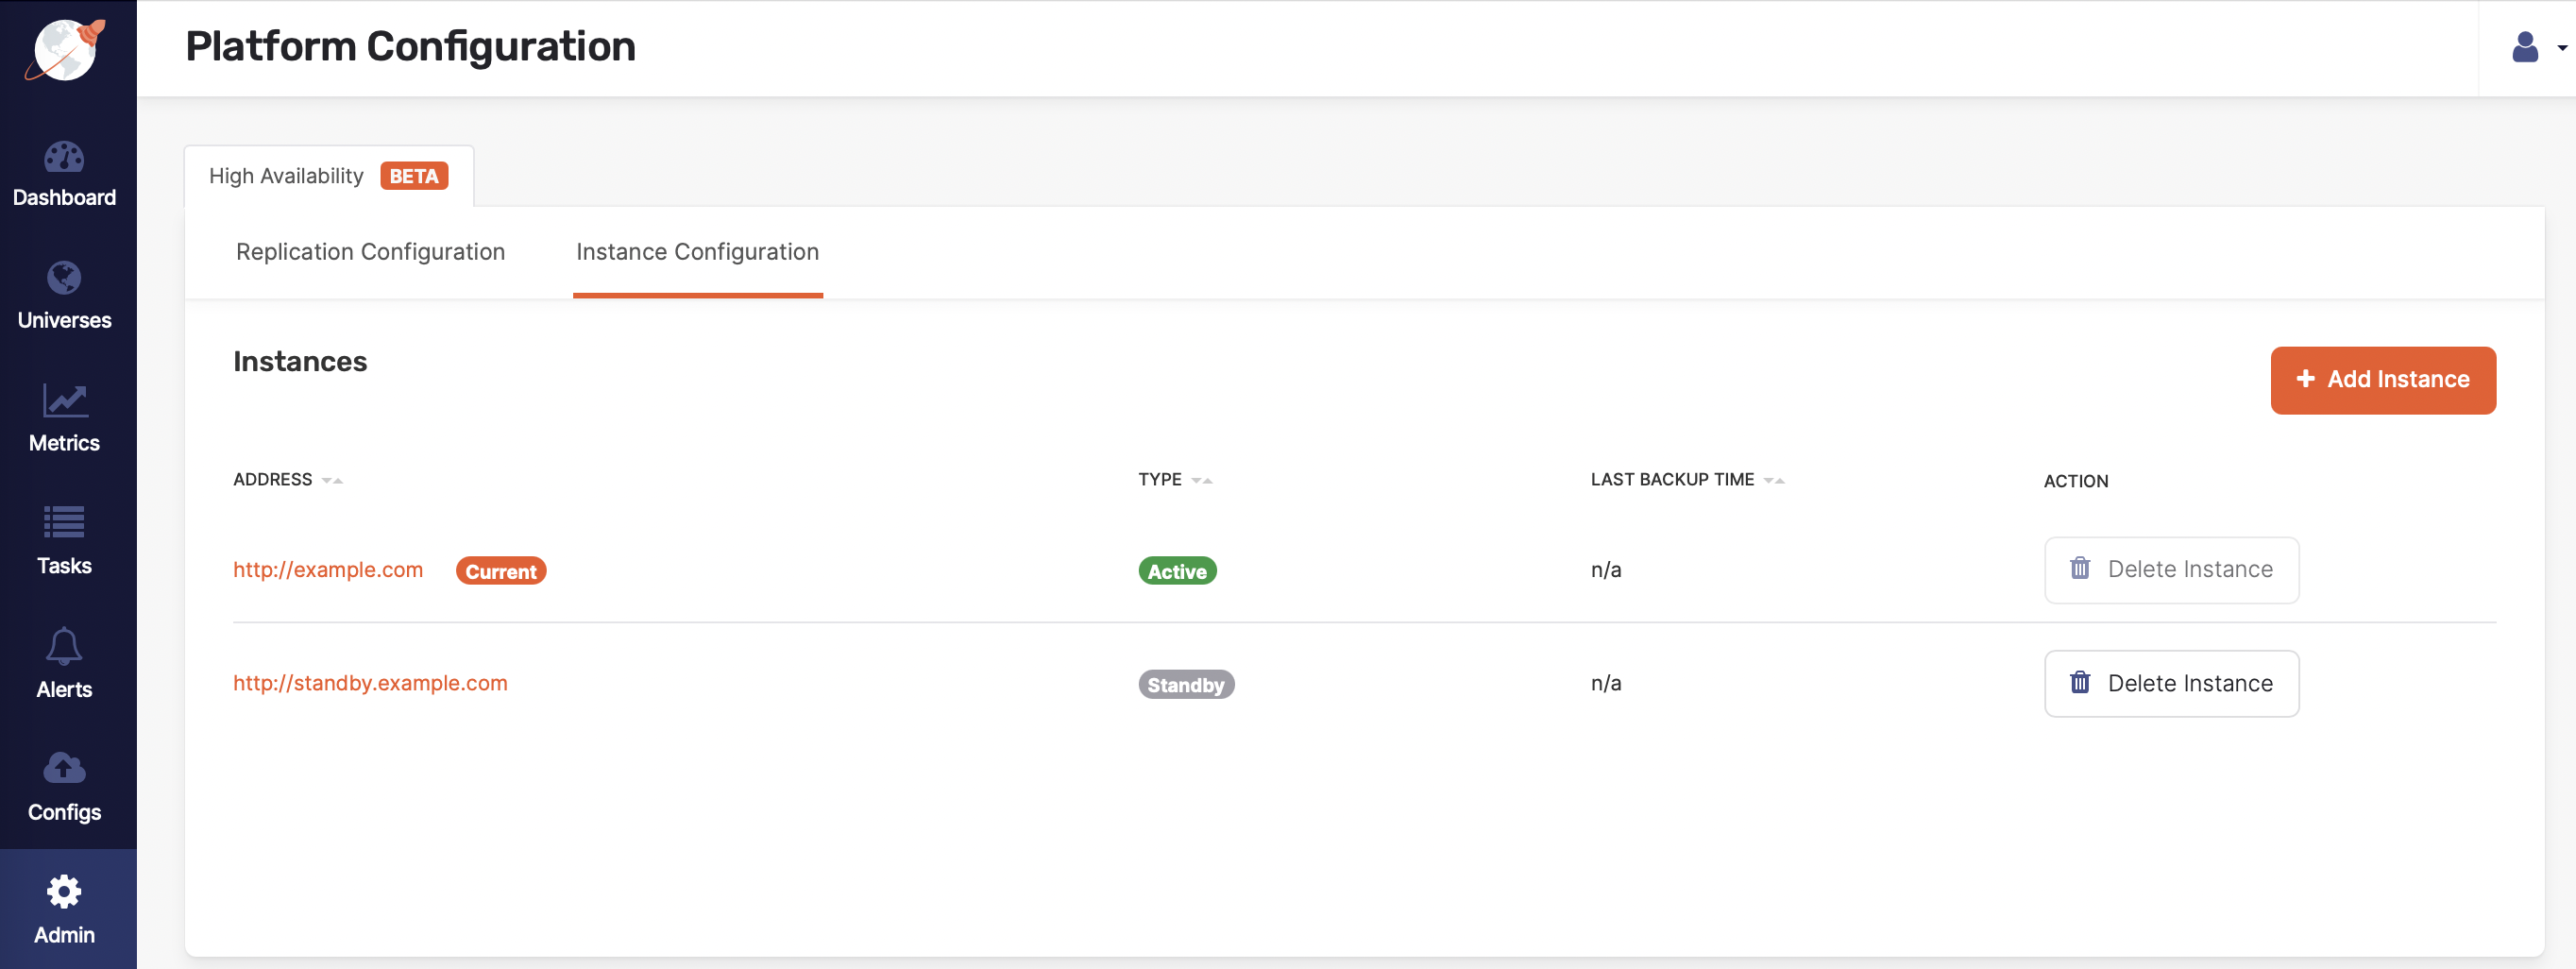 Platform Configuration
Dashboard
Universes
Metrics
Tasks
Alerts
Configs
Admin
High Availability BETA
Replication Configuration Instance Configuration
Instances
+ Add Instance
ADDRESS TYPE LAST BACKUP TIME ACTION
http://example.com Current Active n/a Delete Instance
http://standby.example.com Standby n/a Delete Instance